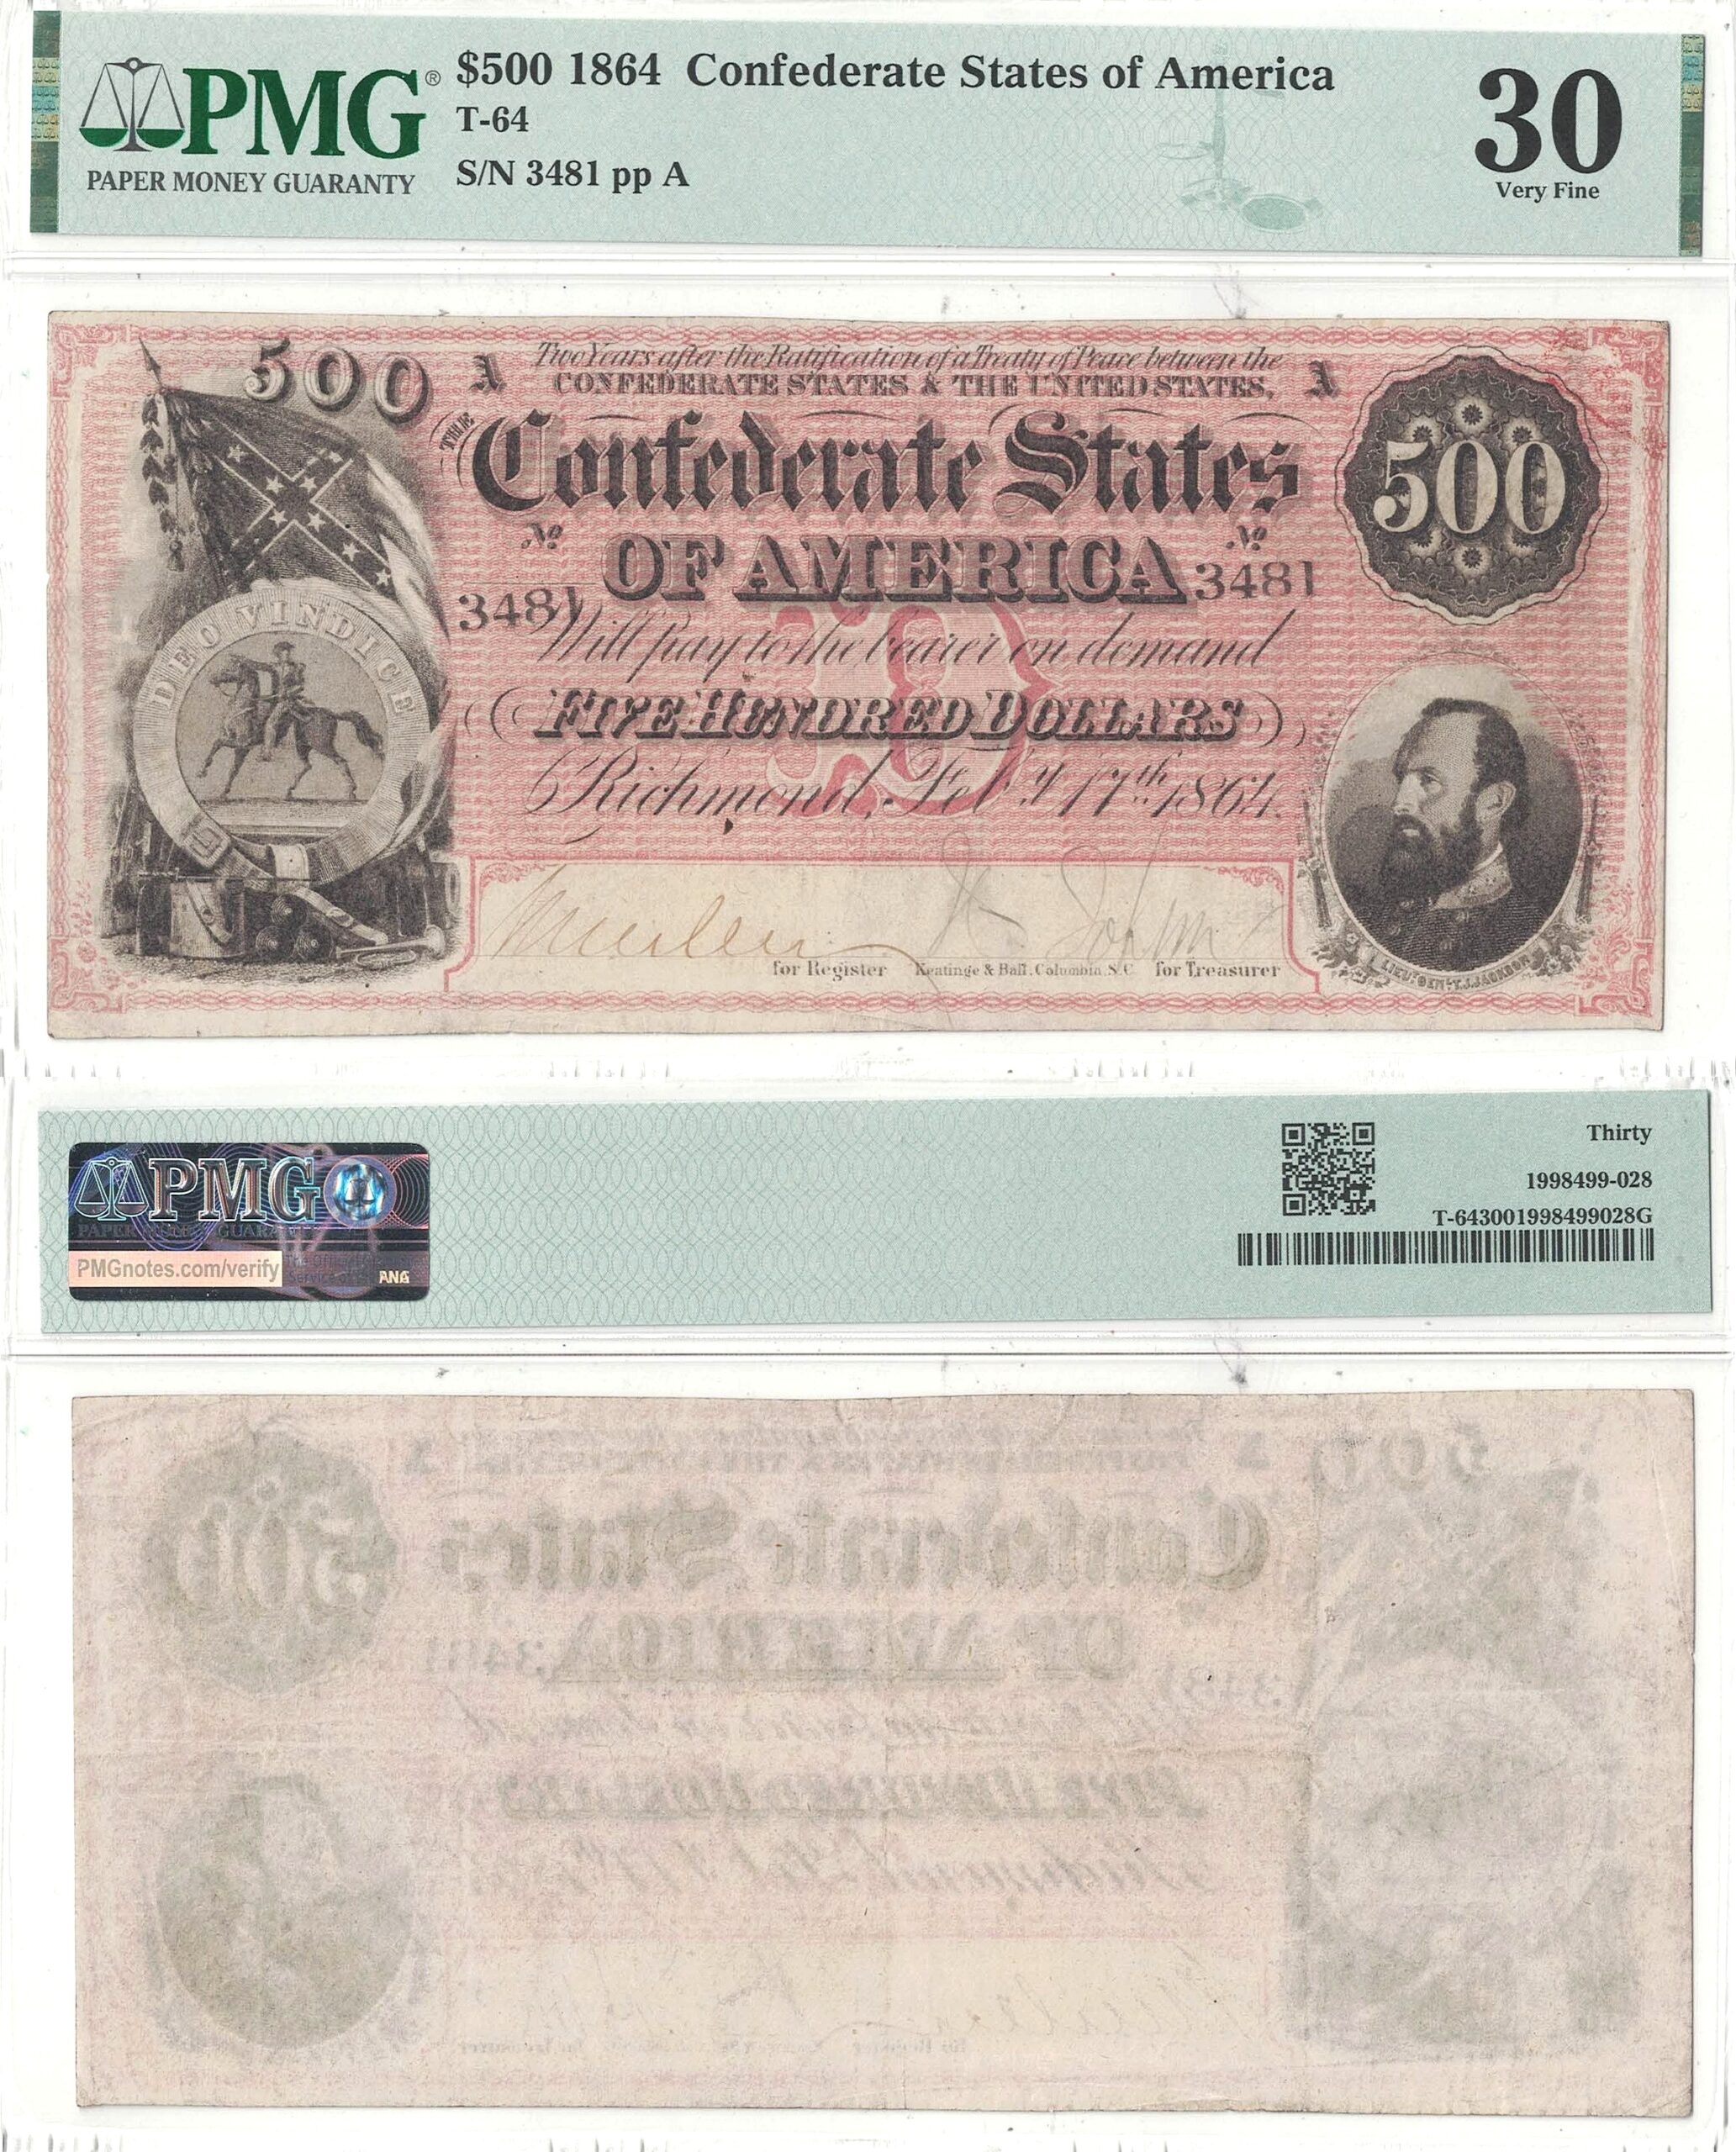 PMG®
PAPER MONEY GUARANTY
$500 1864 Confederate States of America
T-64
S/N 3481 pp A
30
Very Fine
500
A
Two Years after the Ratification of a Treaty of Peace between the
CONFEDERATE STATES & THE UNITED STATES,
A
THE
Confederate States
500
No
No
OF AMERICA
3481
3481
DEO VINDICE
Will pay to the bearer on demand
FIVE HUNDRED DOLLARS
Richmond, Feby 17th 1864.
for Register
Keatinge & Ball, Columbia, S.C.
for Treasurer
LIEUT: GEN: T.J. JACKSON
PMG
PAPER MONEY GUARANTY
PMGnotes.com/verify
ANA
Thirty
1998499-028
T-643001998499028G